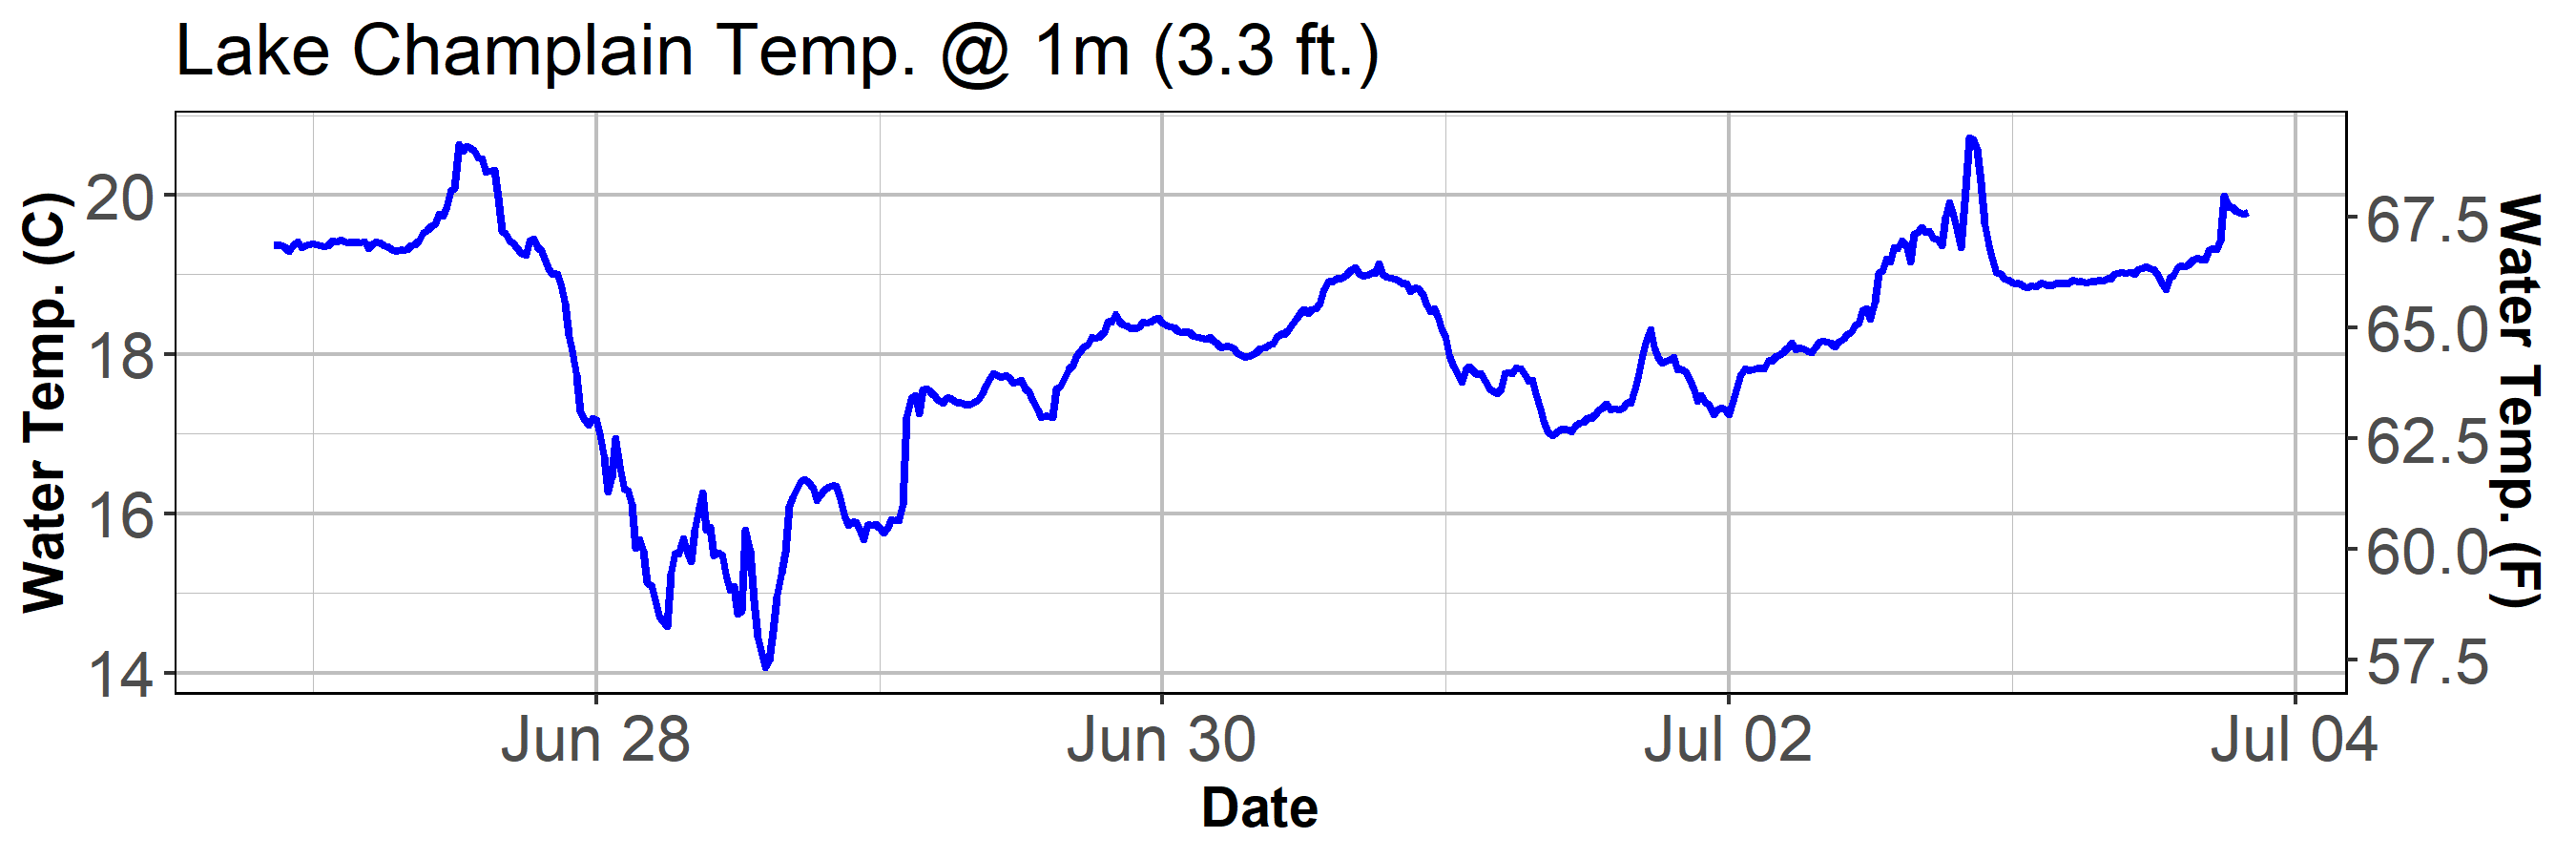 Lake Champlain Temp. @ 1m (3.3 ft.)
Water Temp. (C)
20
18
16
14
67.5
65.0
62.5
60.0
57.5
Water Temp. (F)
Jun 28 Jun 30 Jul 02 Jul 04
Date